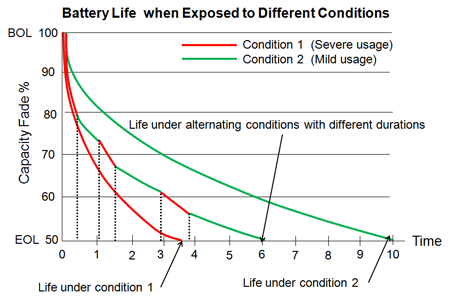 Battery Life when Exposed to Different Conditions
BOL 100
Condition 1 (Severe usage)
Condition 2 (Mild usage)
90
Capacity Fade %
80
Life under alternating conditions with different durations
70
60
EOL 50
0 1 2 3 4 5 6 7 8 9 10 Time
Life under condition 1
Life under condition 2